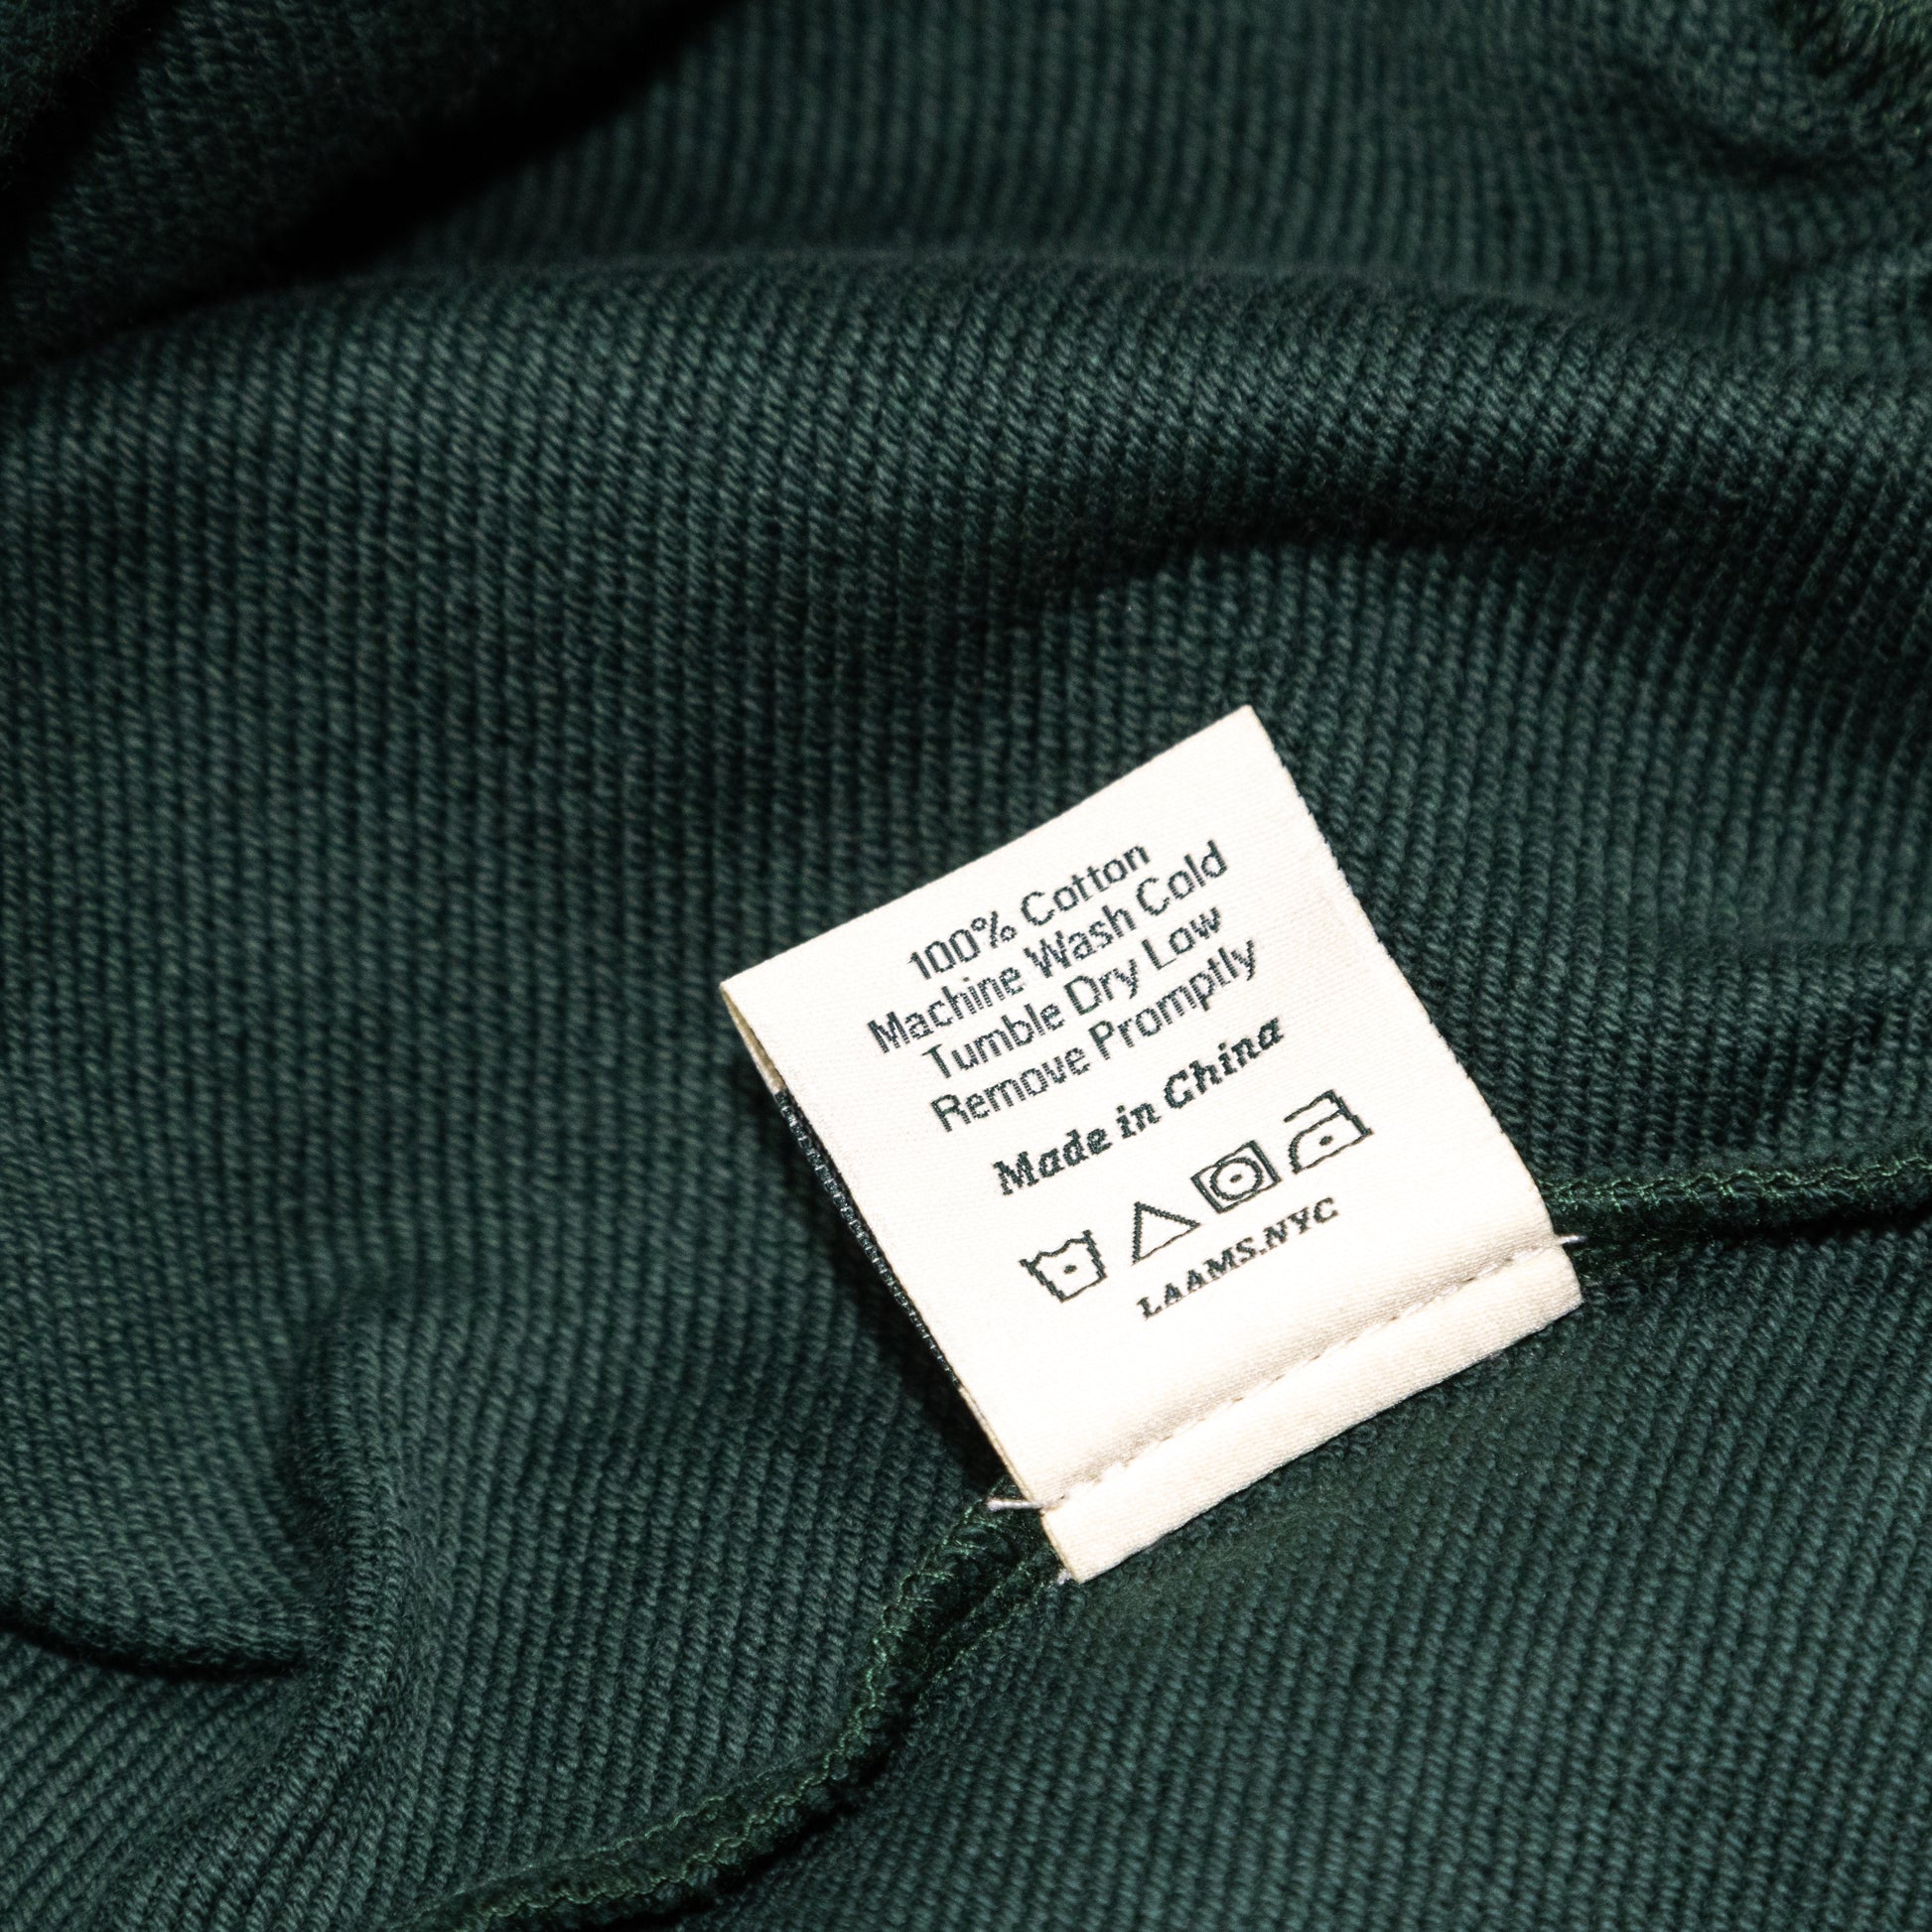 100% Cotton
Machine Wash Cold
Tumble Dry Low
Remove Promptly
Made in China
LAAMS.NYC